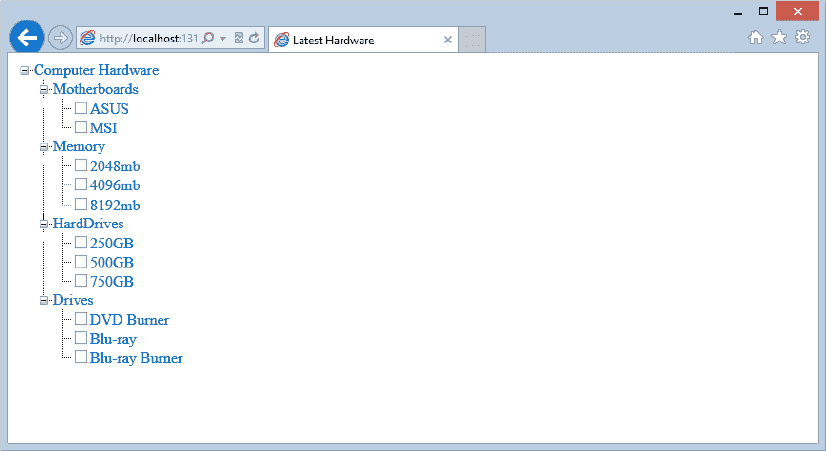 http://localhost:131
Latest Hardware
Computer Hardware
Motherboards
ASUS
MSI
Memory
2048mb
4096mb
8192mb
HardDrives
250GB
500GB
750GB
Drives
DVD Burner
Blu-ray
Blu-ray Burner